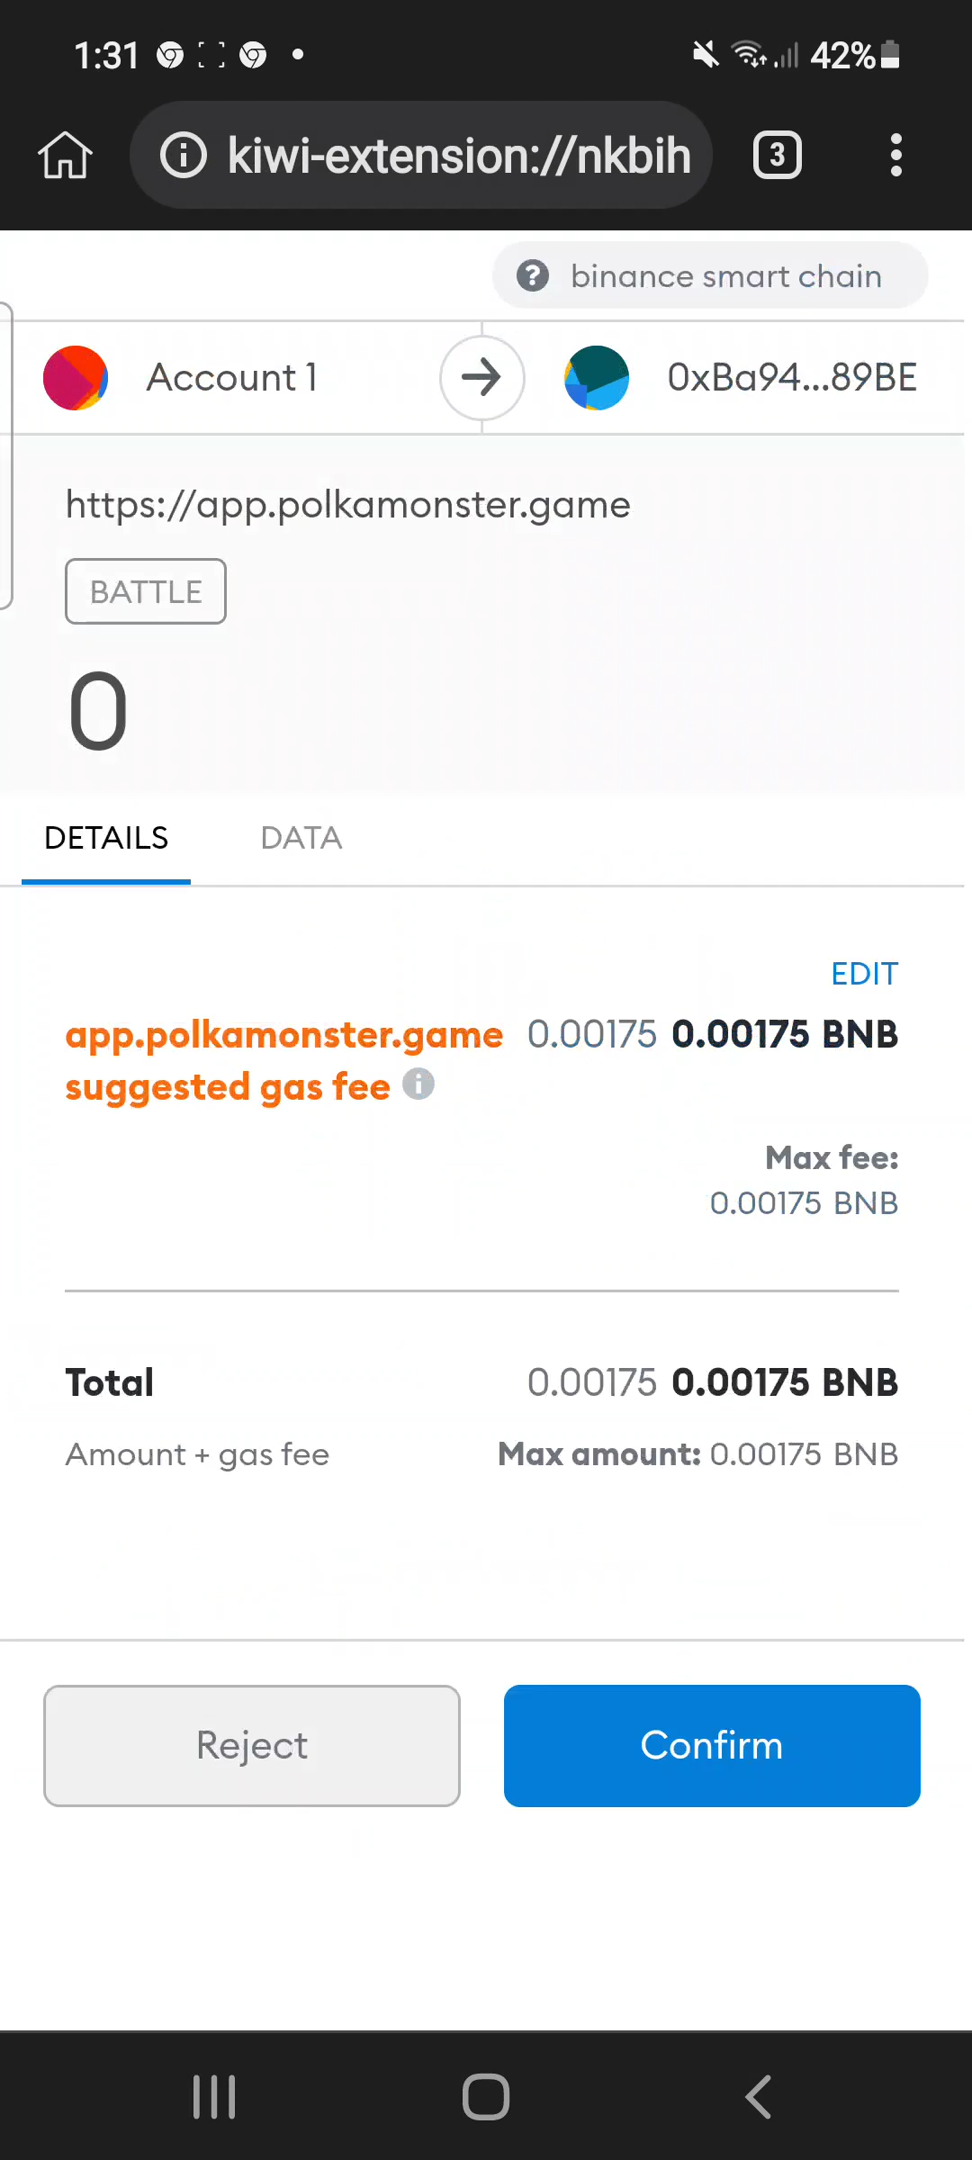 1:31 42%
kiwi-extension://nkbih 3
binance smart chain
Account 1 0xBa94...89BE
https://app.polkamonster.game
BATTLE
0
DETAILS DATA
EDIT
app.polkamonster.game 0.00175 0.00175 BNB
suggested gas fee
Max fee:
0.00175 BNB
Total 0.00175 0.00175 BNB
Amount + gas fee Max amount: 0.00175 BNB
Reject Confirm